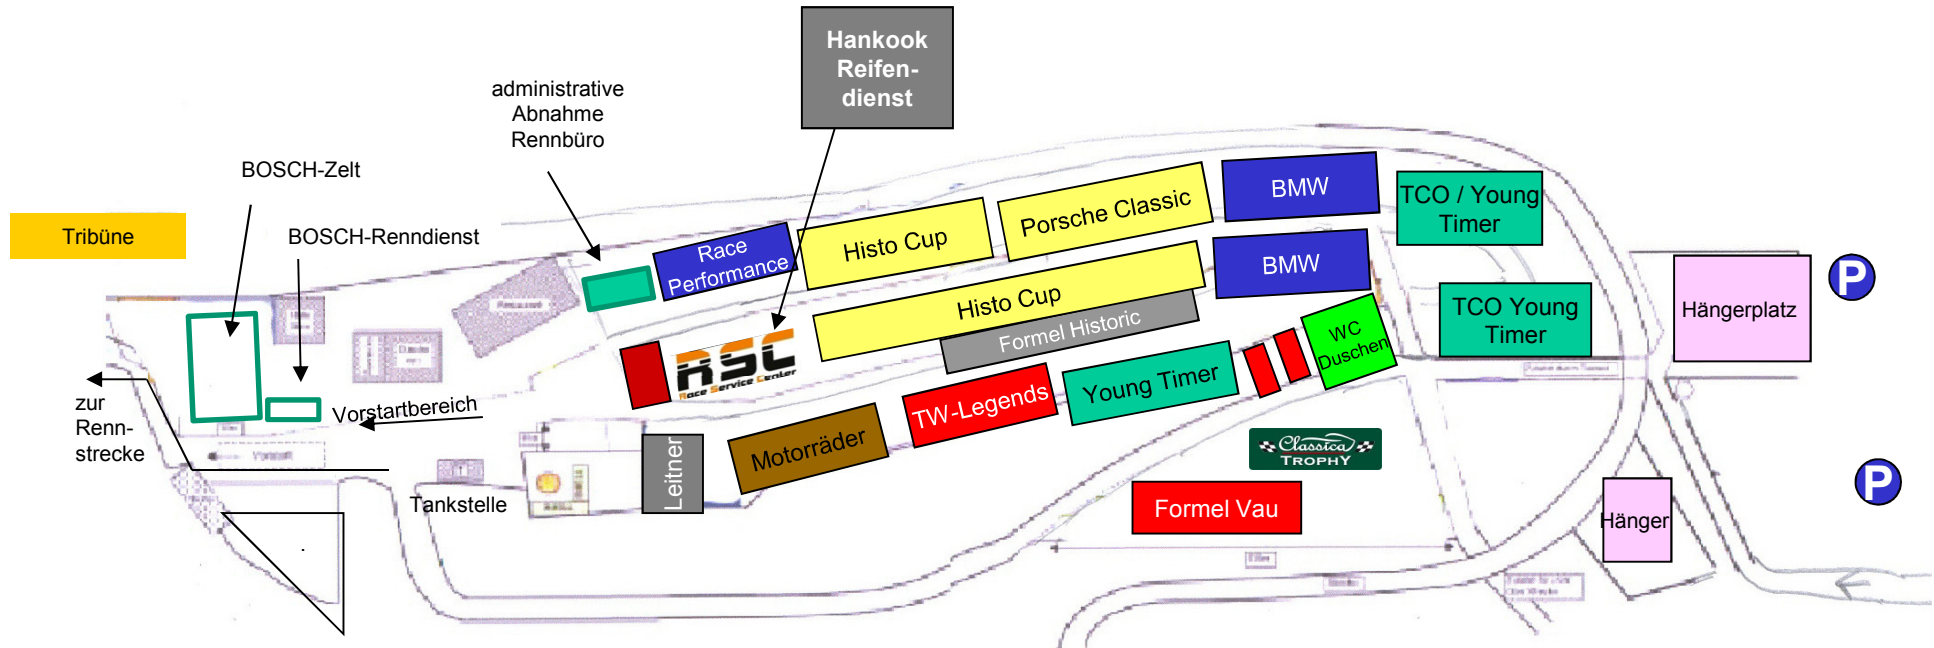 Hankook
Reifen-
dienst
administrative
Abnahme
Rennbüro
BOSCH-Zelt
BOSCH-Renndienst
Tribüne
Race
Performance
Histo Cup
Porsche Classic
BMW
TCO / Young
Timer
Histo Cup
BMW
TCO Young
Timer
Hängerplatz
P
Formel Historic
RSC
Race Service Center
WC
Duschen
Young Timer
TW-Legends
Motorräder
Leitner
zur
Renn-
strecke
Vorstartbereich
Vorstart
Tankstelle
Classica
TROPHY
Formel Vau
Hänger
P